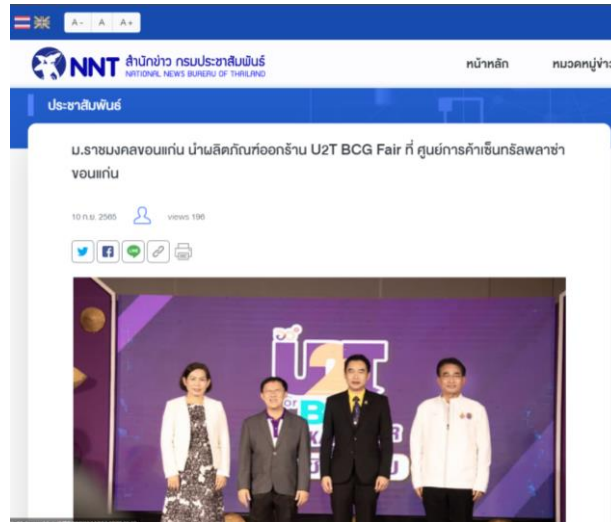 A- A A+
NNT สำนักข่าว กรมประชาสัมพันธ์
NATIONAL NEWS BUREAU OF THAILAND
หน้าหลัก หมวดหมู่ข่าว
ประชาสัมพันธ์
ม.ราชมงคลขอนแก่น นำผลิตภัณฑ์ออกร้าน U2T BCG Fair ที่ ศูนย์การค้าเซ็นทรัลพลาซ่า
ขอนแก่น
10 ก.ย. 2565 views 196
U2T